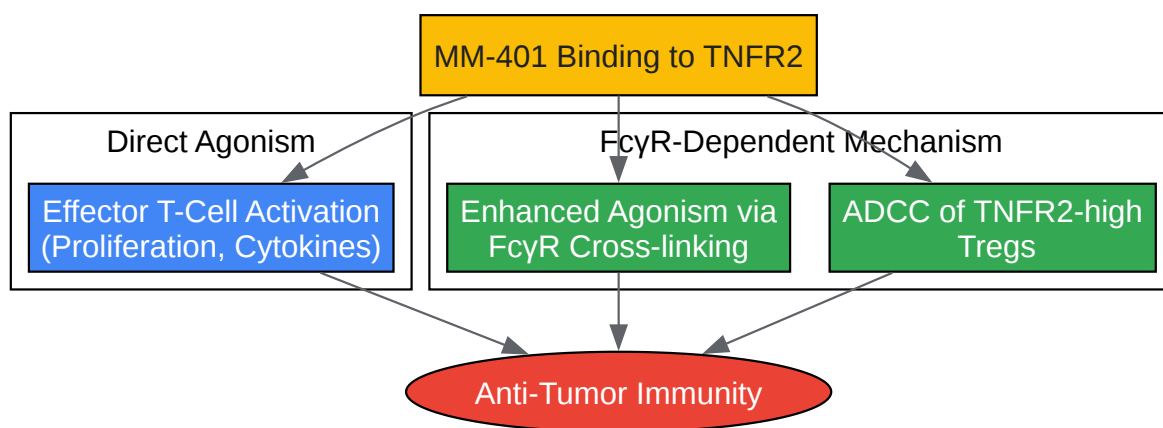 MM-401 Binding to TNFR2
Direct Agonism
FcγR-Dependent Mechanism
Effector T-Cell Activation
(Proliferation, Cytokines)
Enhanced Agonism via
FcγR Cross-linking
ADCC of TNFR2-high
Tregs
Anti-Tumor Immunity